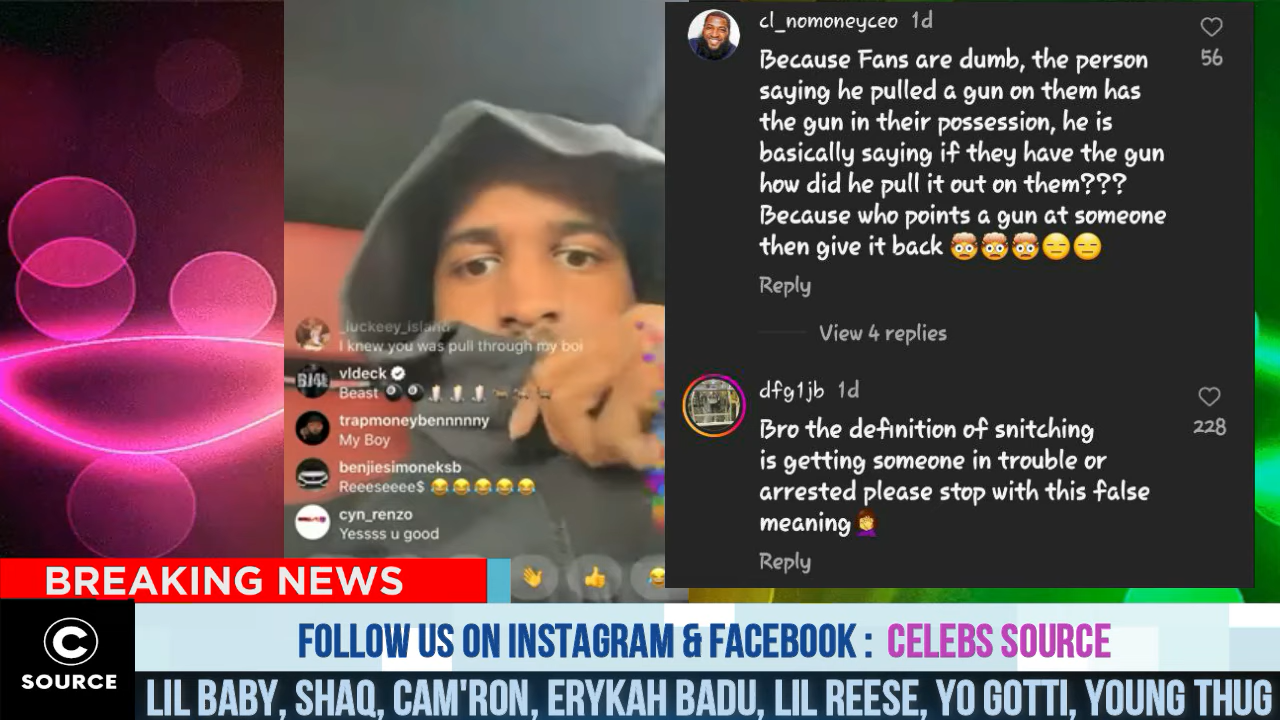 cl_nomoneyceo 1d
56
Because Fans are dumb, the person
saying he pulled a gun on them has
the gun in their possession, he is
basically saying if they have the gun
how did he pull it out on them???
Because who points a gun at someone
then give it back 🤯🤯🤯😑😑
Reply
View 4 replies
dfg1jb 1d
228
Bro the definition of snitching
is getting someone in trouble or
arrested please stop with this false
meaning🤦‍♀️
Reply
_luckeey_island
I knew you was pull through my boi
vldeck
Beast
trapmoneybennnnny
My Boy
benjiesimoneksb
Reeeseeee$ 😂😂😂😂😂
cyn_renzo
Yessss u good
BREAKING NEWS
C
SOURCE
FOLLOW US ON INSTAGRAM & FACEBOOK : CELEBS SOURCE
LIL BABY, SHAQ, CAM'RON, ERYKAH BADU, LIL REESE, YO GOTTI, YOUNG THUG